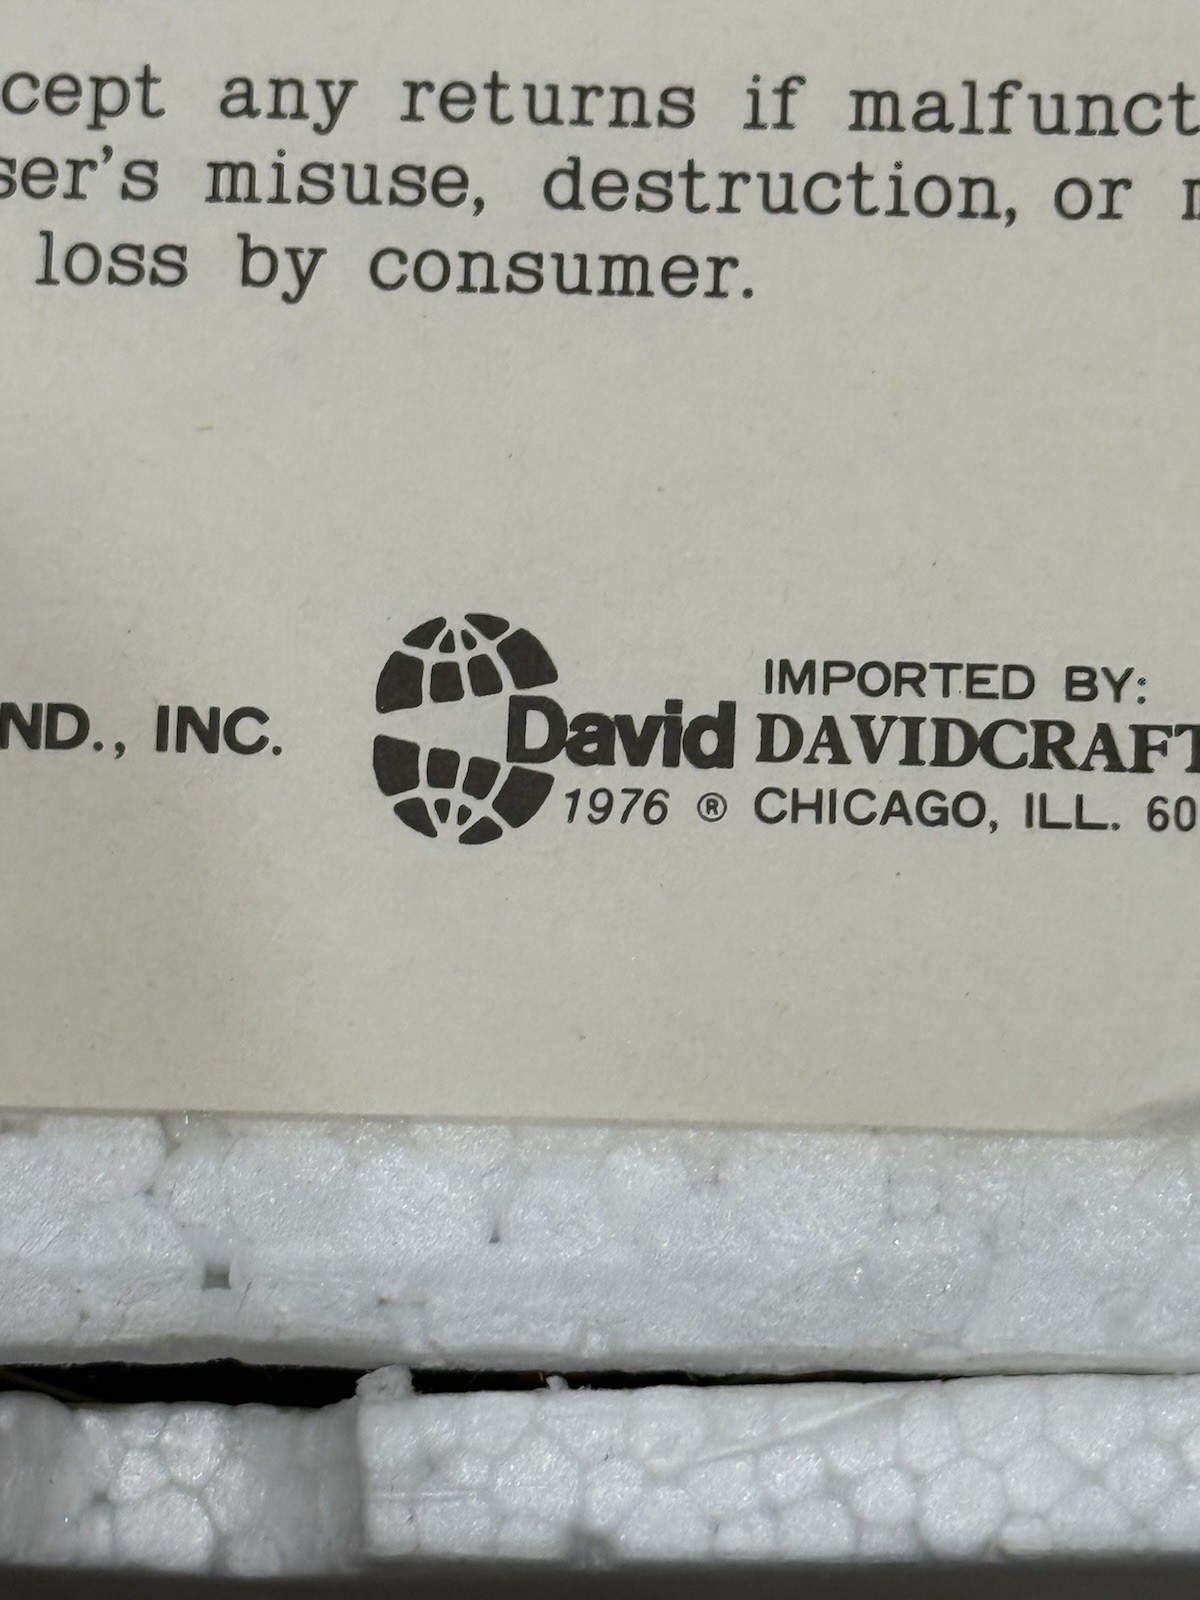 cept any returns if malfunct
ser's misuse, destruction, or
loss by consumer.
ND., INC.
David
1976 ®
IMPORTED BY:
DAVIDCRAFT
CHICAGO, ILL. 60